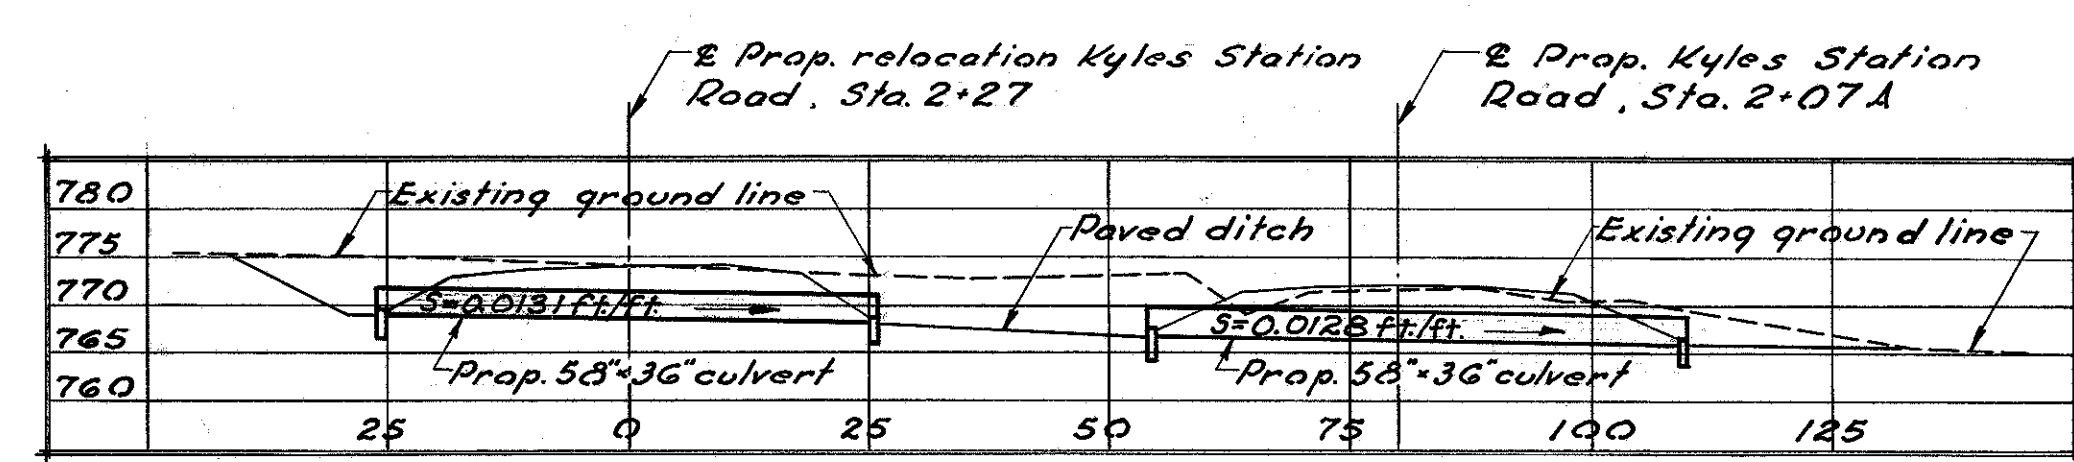 ℄ Prop. relocation Kyles Station
Road, Sta. 2+27
℄ Prop. Kyles Station
Road, Sta. 2+07A
780
775
770
765
760
Existing ground line
Paved ditch
Existing ground line
S=0.0131 ft./ft.
S=0.0128 ft./ft.
Prop. 58"x36" culvert
Prop. 58"x36" culvert
25 0 25 50 75 100 125